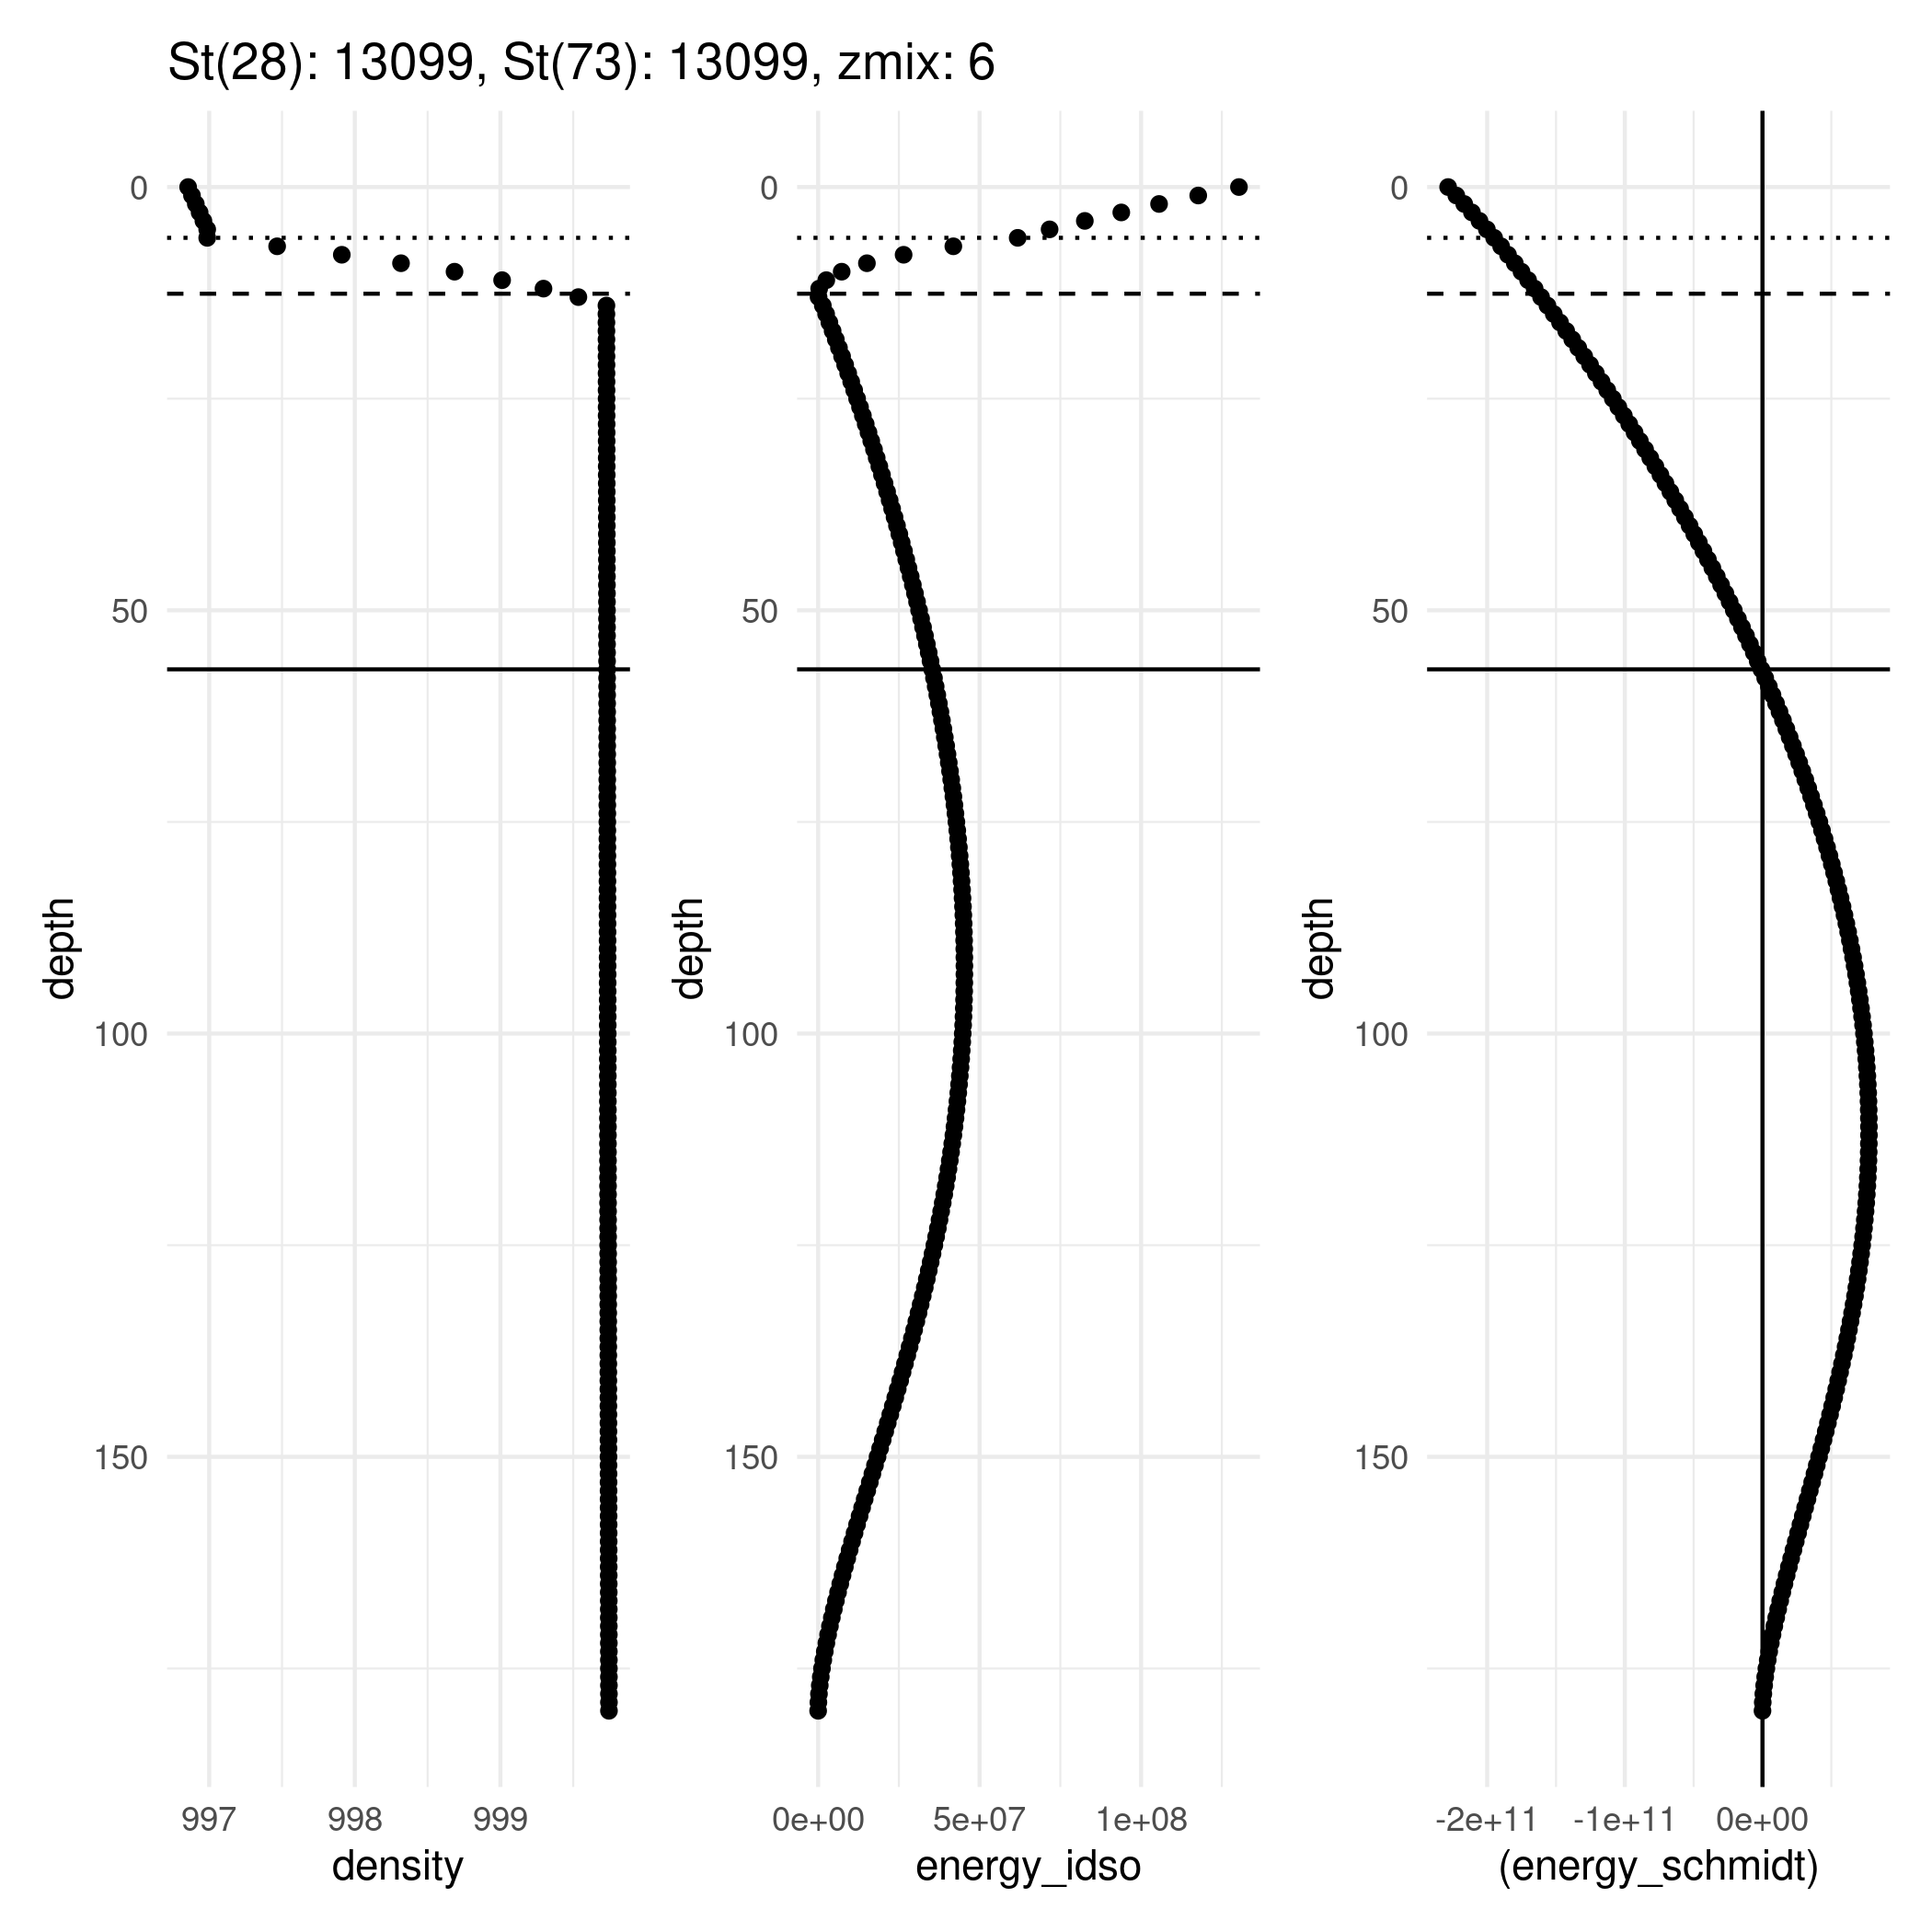 St(28): 13099, St(73): 13099, zmix: 6
0
50
100
150
depth
997 998 999
density
0
50
100
150
depth
0e+00 5e+07 1e+08
energy_idso
0
50
100
150
depth
-2e+11 -1e+11 0e+00
(energy_schmidt)